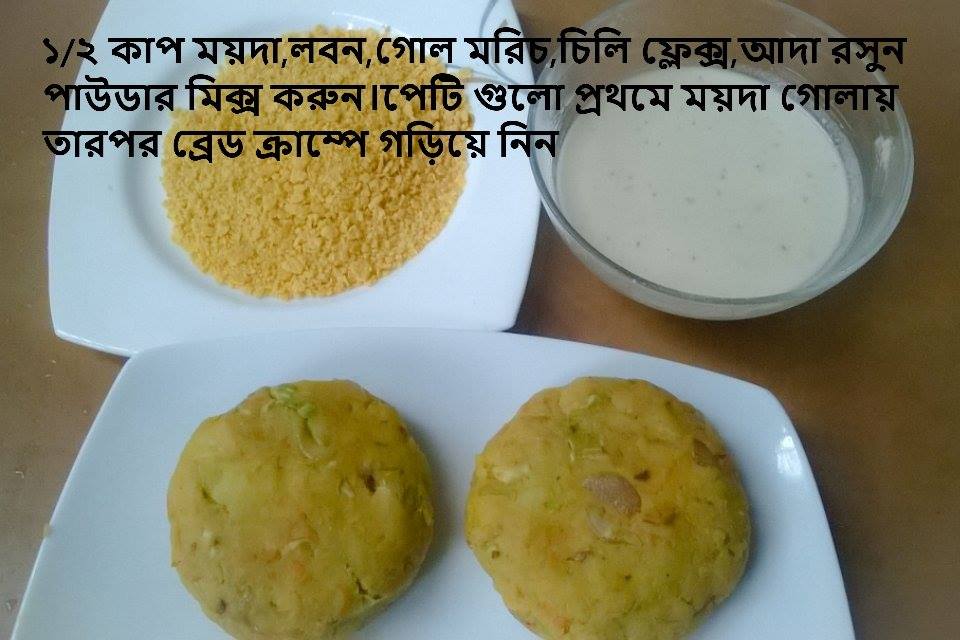 ১/২ কাপ ময়দা,লবন,গোল মরিচ,চিলি ফ্লেক্স,আদা রসুন
পাউডার মিক্স করুন।পেটি গুলো প্রথমে ময়দা গোলায়
তারপর ব্রেড ক্রাম্পে গড়িয়ে নিন